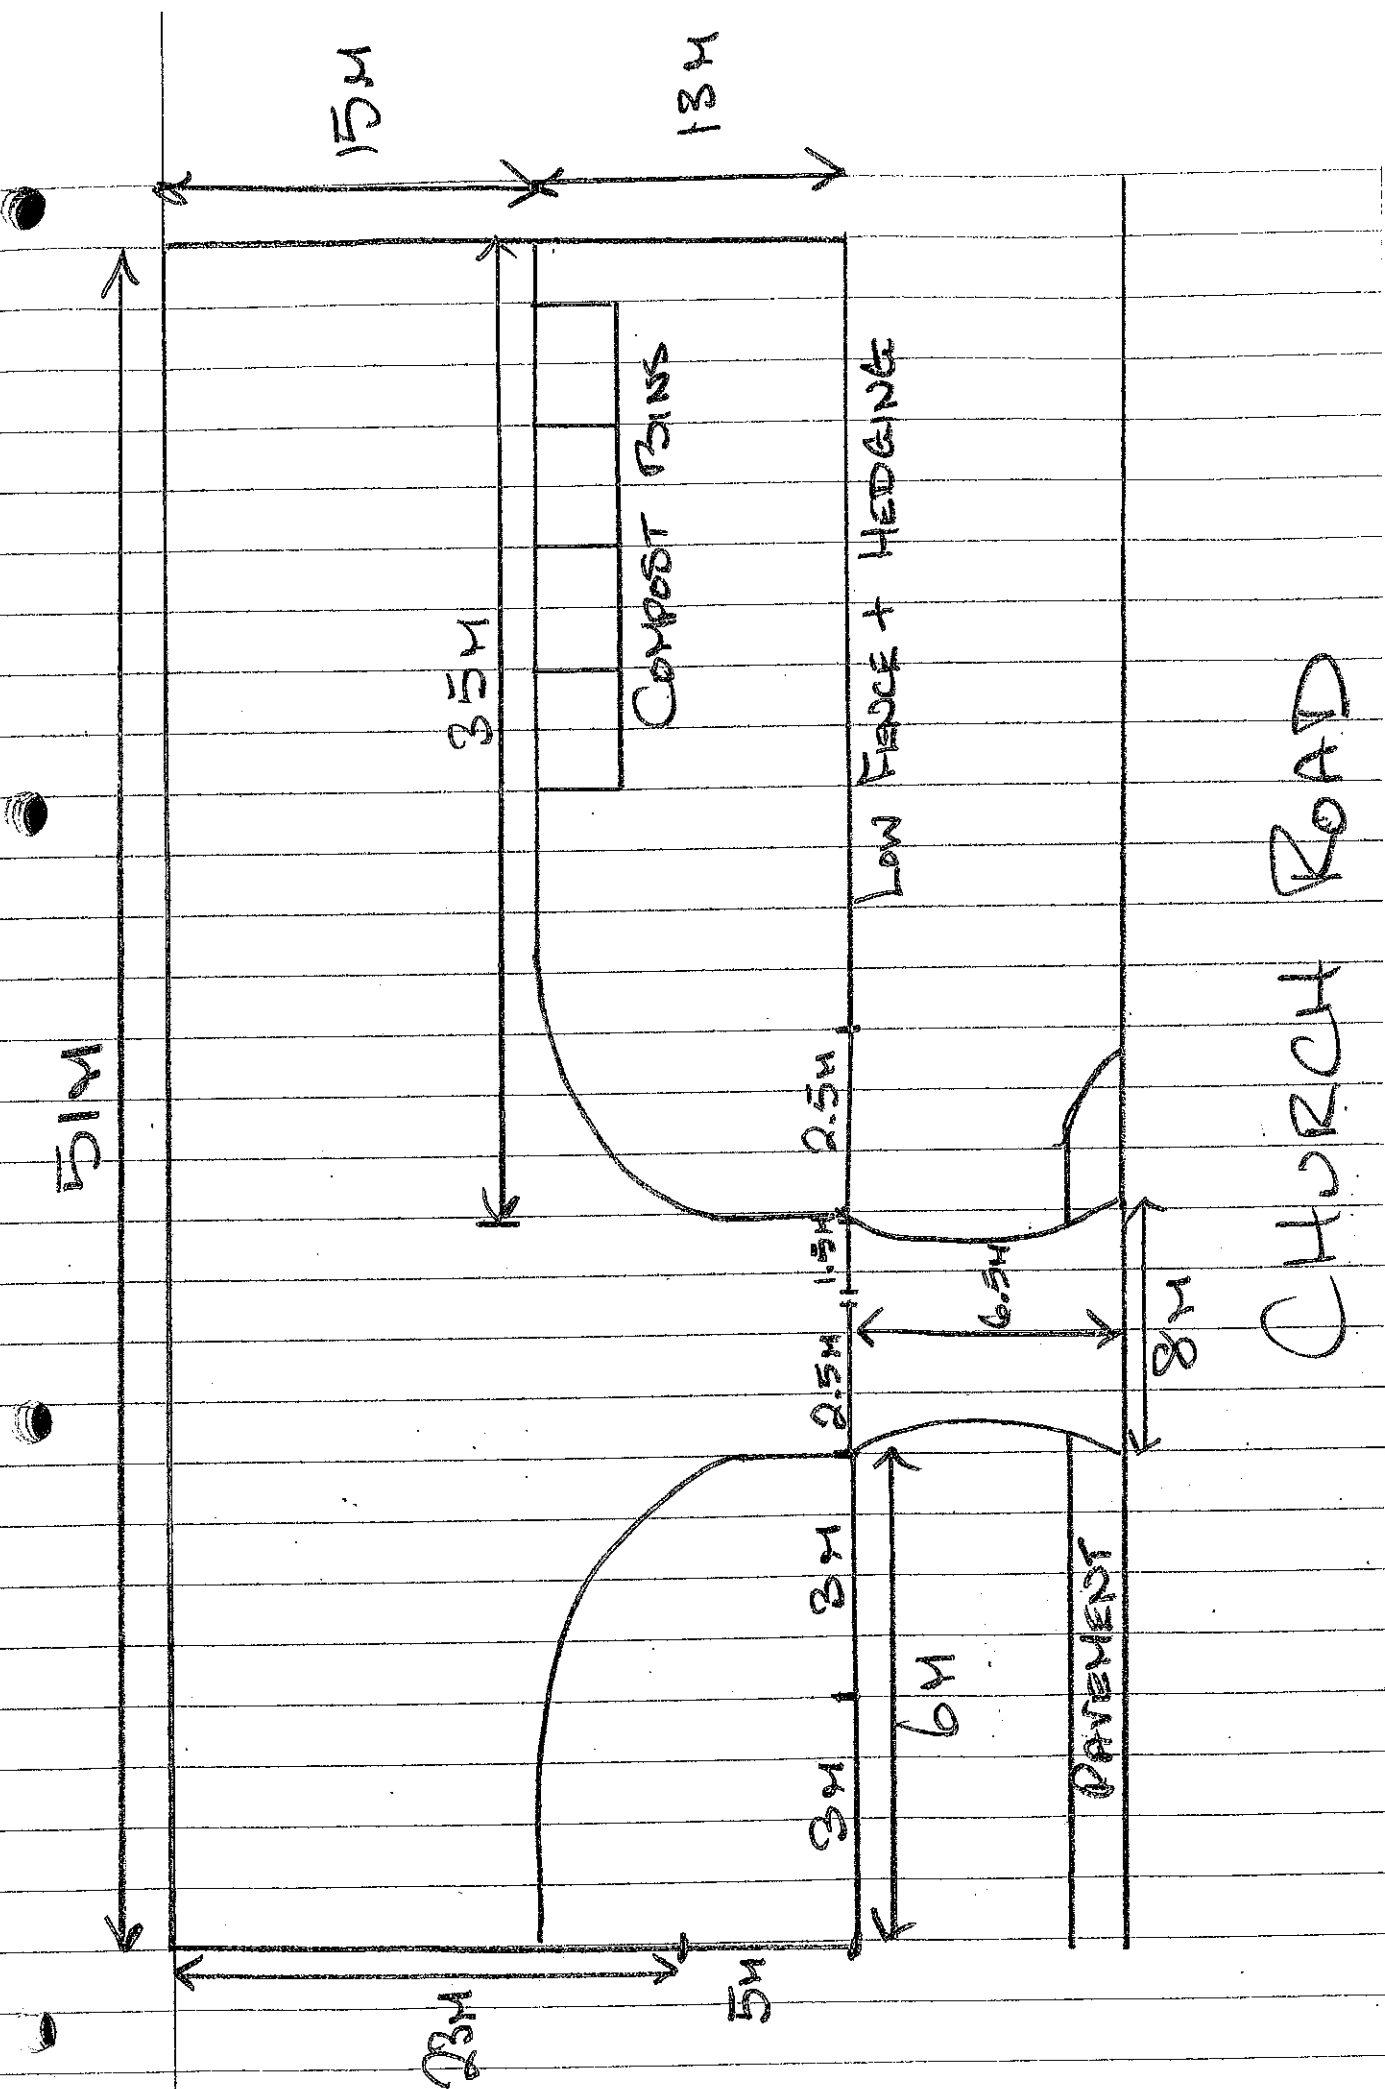 51M
15M
13M
35M
COMPOST BINS
23M
5M
3M
3M
2.5M
1.5M
2.5M
LOW FENCE + HEDGING
6M
6.5M
PAVEMENT
8M
CHURCH ROAD